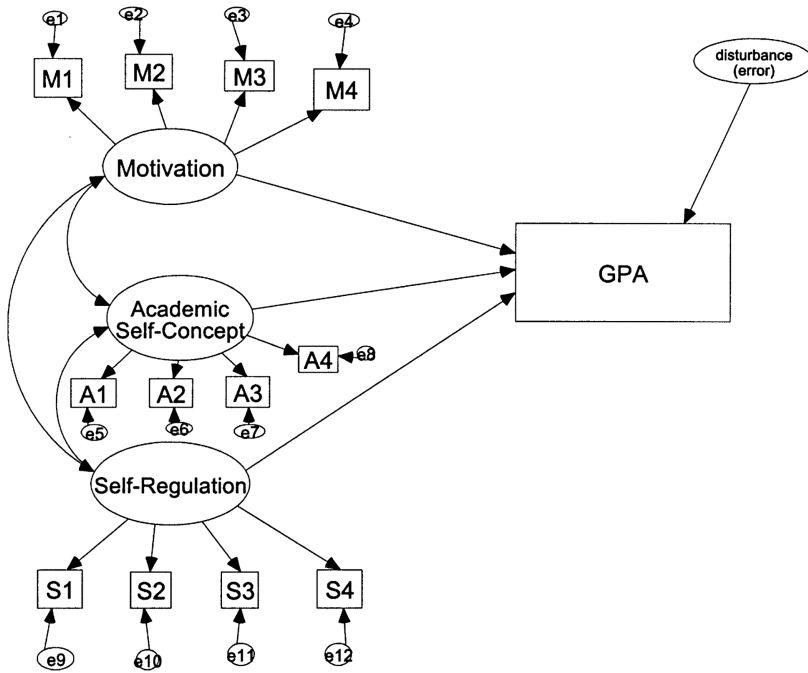 e1
e2
e3
e4
M1
M2
M3
M4
disturbance
(error)
Motivation
GPA
Academic
Self-Concept
A4
e8
A1
A2
A3
e5
e6
e7
Self-Regulation
S1
S2
S3
S4
e9
e10
e11
e12